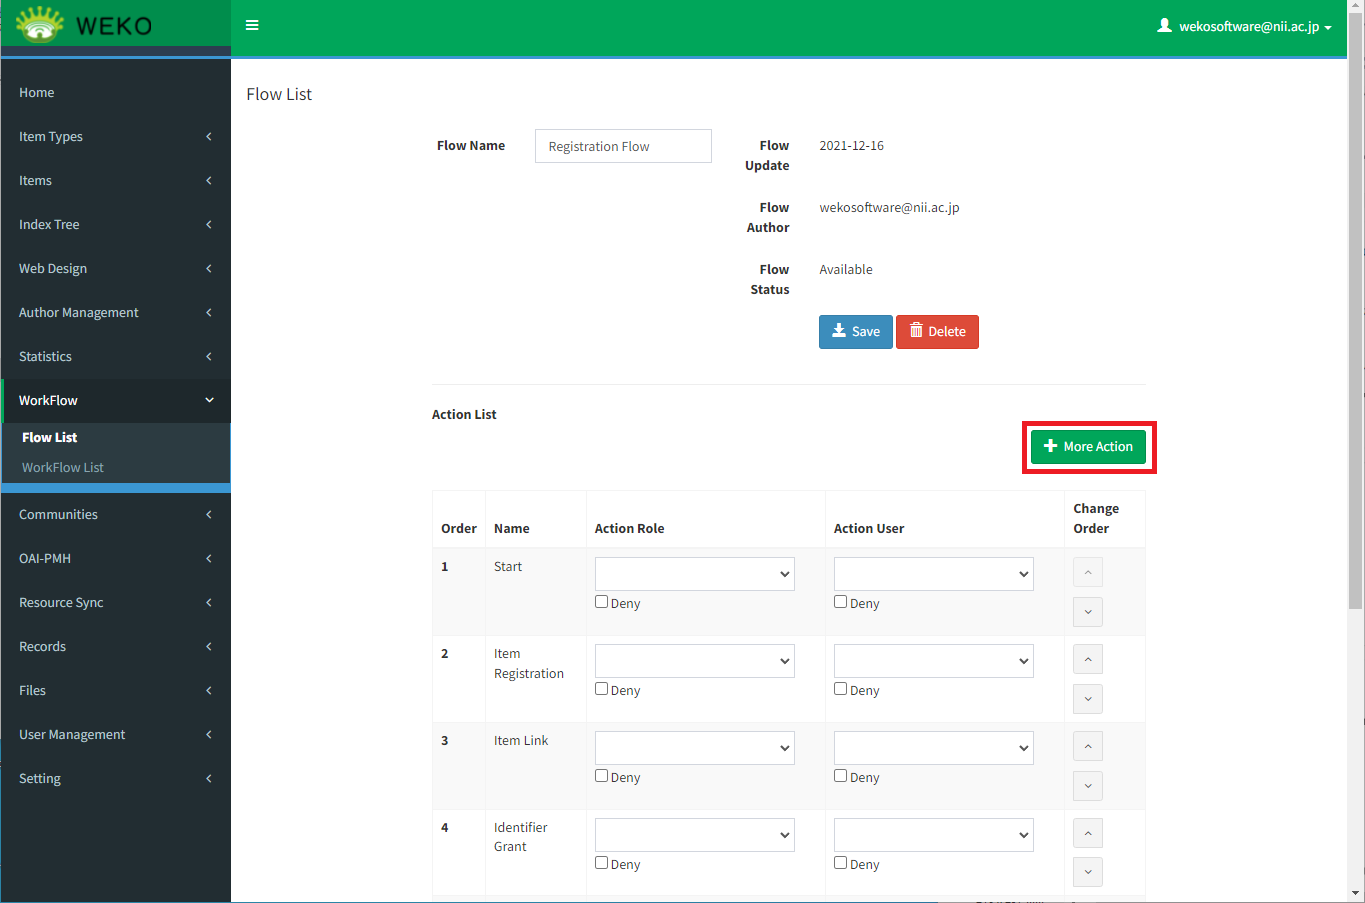 WEKO
wekosoftware@nii.ac.jp
Home
Item Types
Items
Index Tree
Web Design
Author Management
Statistics
WorkFlow
Flow List
WorkFlow List
Communities
OAI-PMH
Resource Sync
Records
Files
User Management
Setting
Flow List
Flow Name
Registration Flow
Flow
Update
2021-12-16
Flow
Author
wekosoftware@nii.ac.jp
Flow
Status
Available
Save
Delete
Action List
More Action
Order
Name
Action Role
Action User
Change
Order
1
Start
Deny
Deny
2
Item
Registration
Deny
Deny
3
Item Link
Deny
Deny
4
Identifier
Grant
Deny
Deny